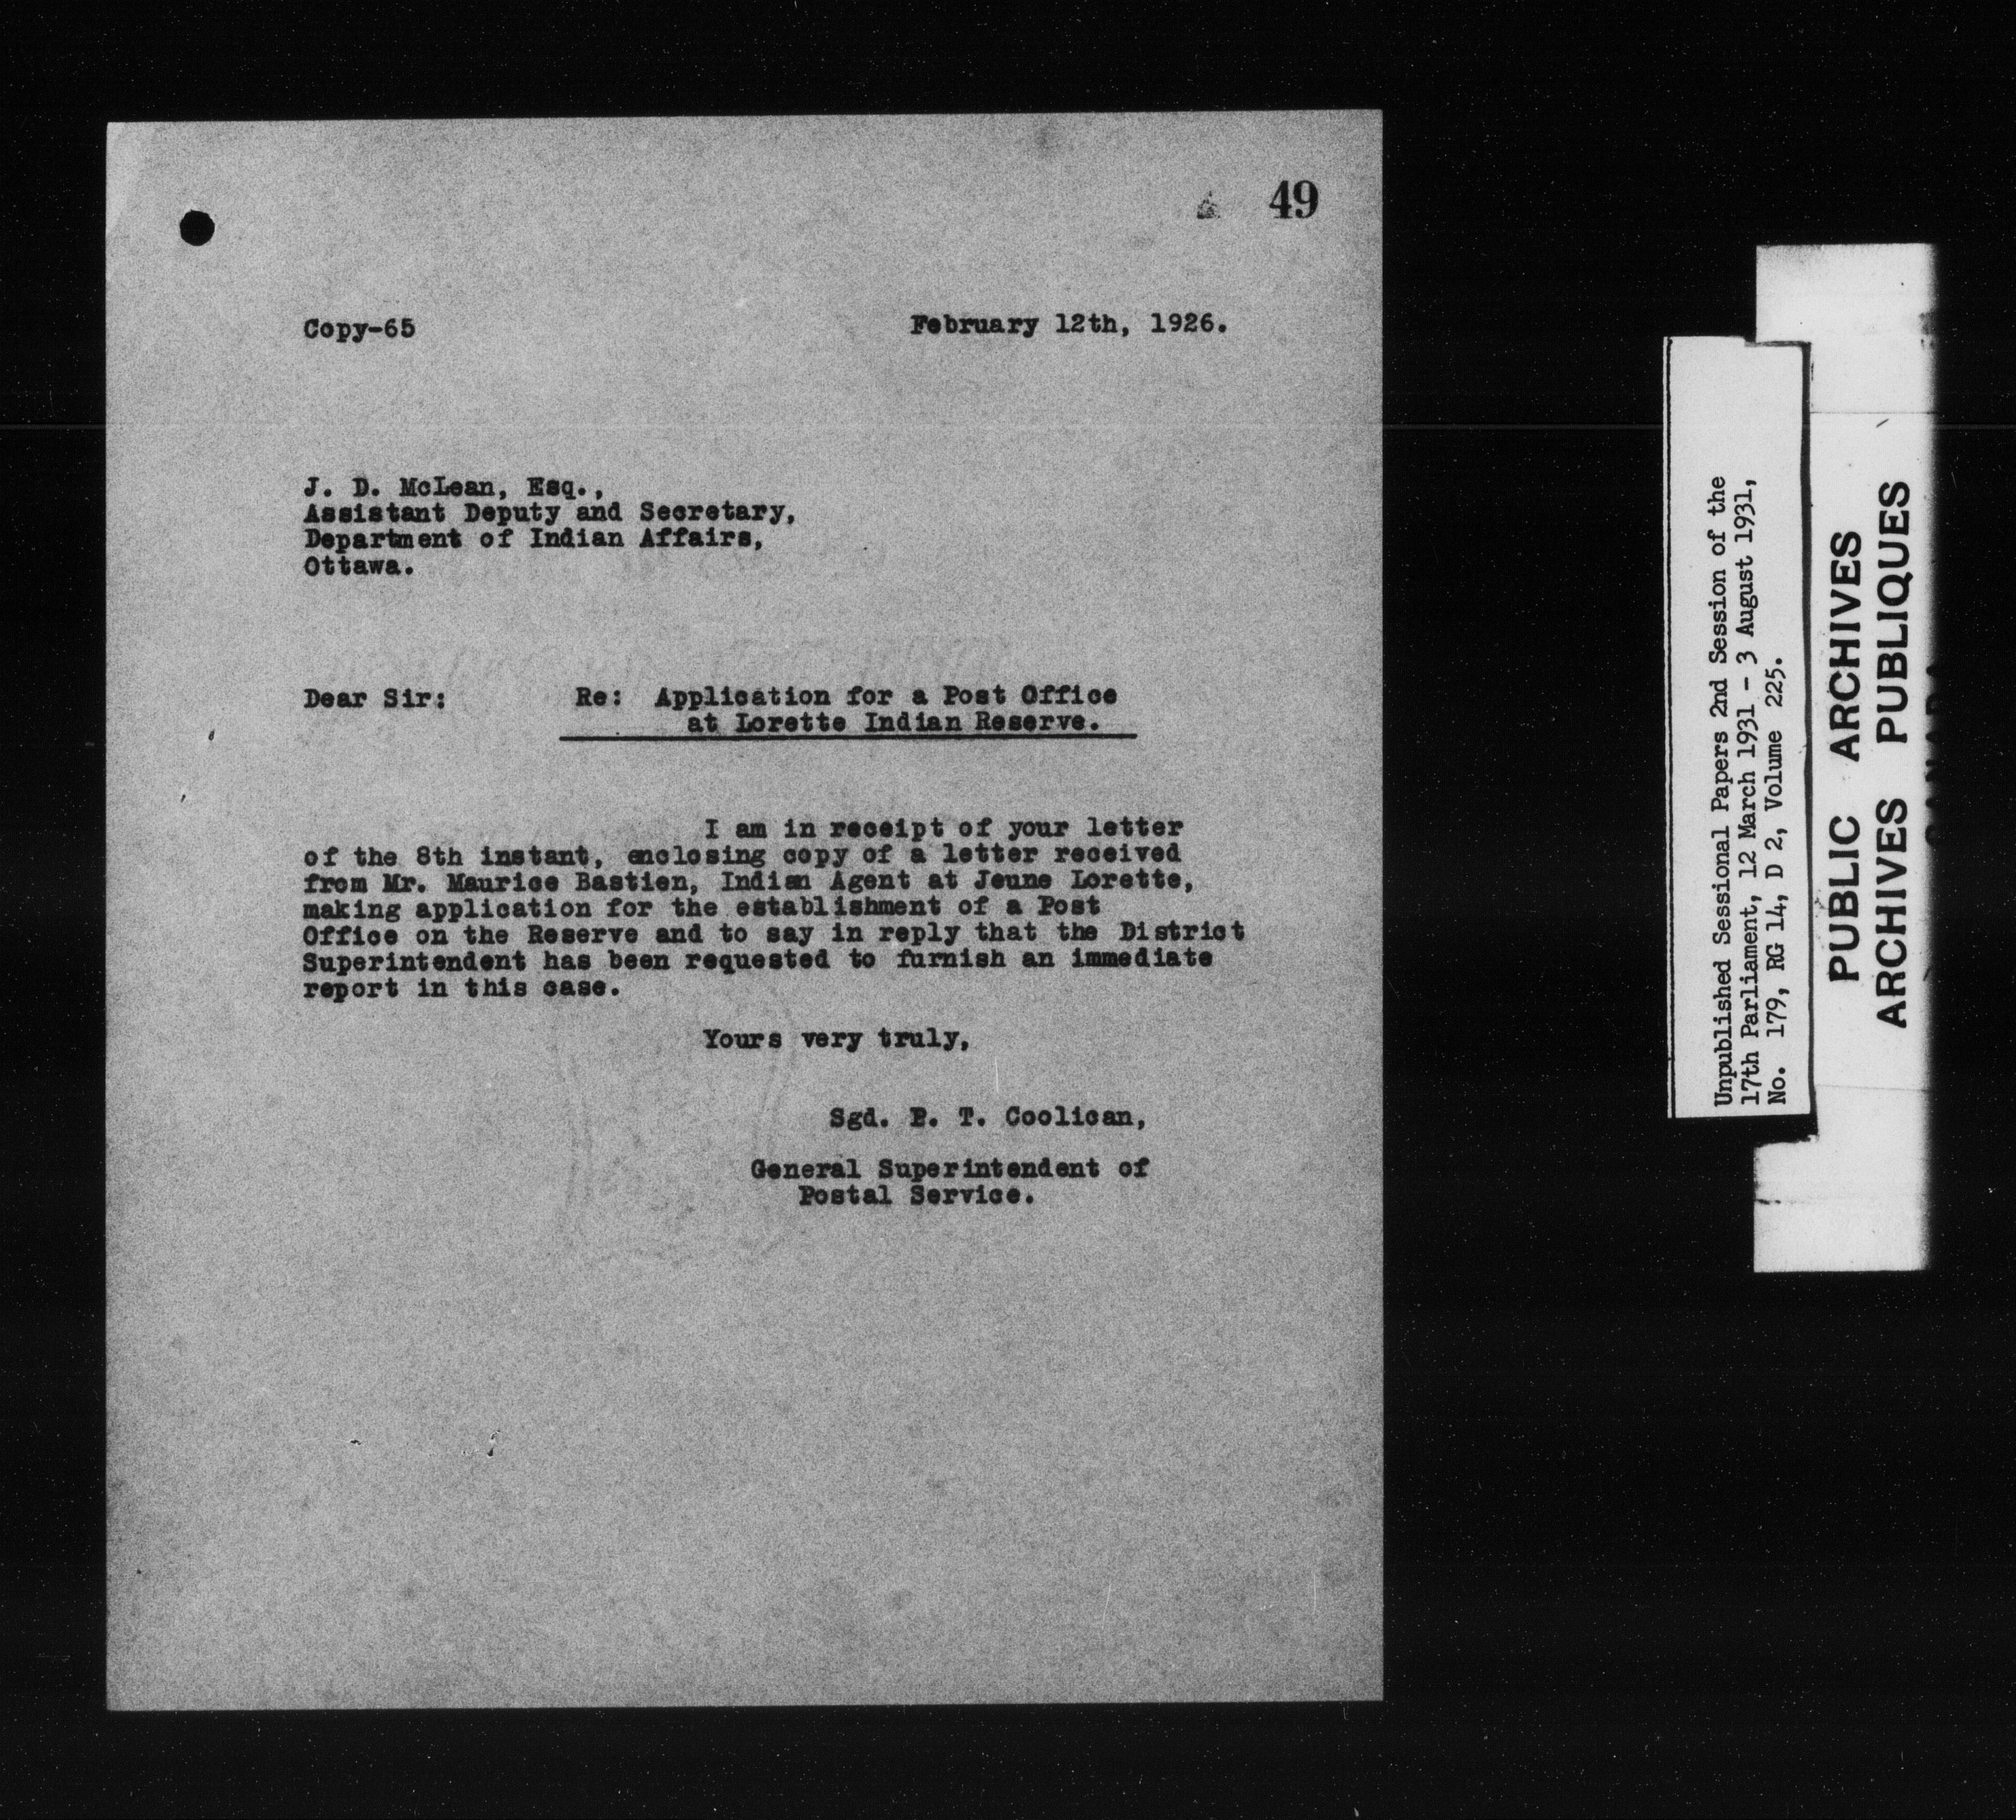 49
Copy-65
February 12th, 1926.
J. D. McLean, Esq.,
Assistant Deputy and Secretary,
Department of Indian Affairs,
Ottawa.
Dear Sir: Re: Application for a Post Office
at Lorette Indian Reserve.
I am in receipt of your letter
of the 8th instant, enclosing copy of a letter received
from Mr. Maurice Bastien, Indian Agent at Jeune Lorette,
making application for the establishment of a Post
Office on the Reserve and to say in reply that the District
Superintendent has been requested to furnish an immediate
report in this case.
Yours very truly,
Sgd. P. T. Coolican,
General Superintendent of
Postal Service.
Unpublished Sessional Papers 2nd Session of the
17th Parliament, 12 March 1931 - 3 August 1931,
No. 179, RG 14, D 2, Volume 225.
PUBLIC ARCHIVES
ARCHIVES PUBLIQUES